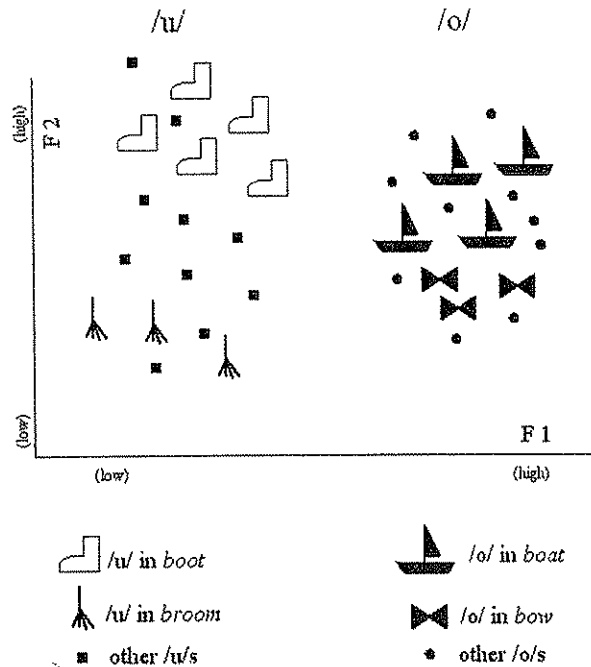 /u/ /o/
(high)
F 2
(low)
F 1
(low) (high)
/u/ in boot /o/ in boat
/u/ in broom /o/ in bow
other /u/s other /o/s